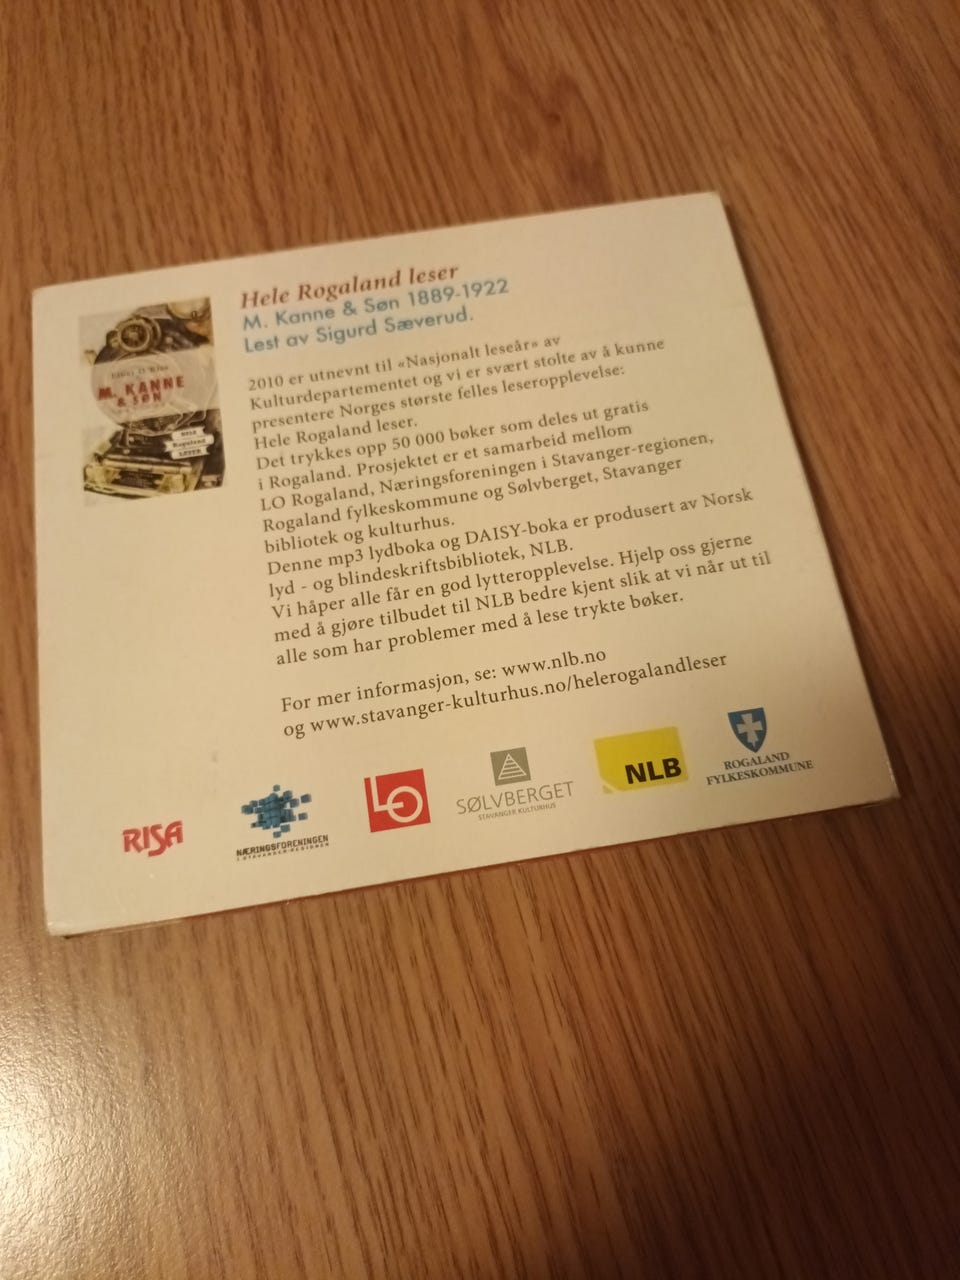 Hele Rogaland leser
M. Kanne & Søn 1889-1922
Lest av Sigurd Sæverud.
2010 er utnevnt til «Nasjonalt leseår» av
Kulturdepartementet og vi er svært stolte av å kunne
presentere Norges største felles leseropplevelse:
Hele Rogaland leser.
Det trykkes opp 50 000 bøker som deles ut gratis
i Rogaland. Prosjektet er et samarbeid mellom
LO Rogaland, Næringsforeningen i Stavanger-regionen,
Rogaland fylkeskommune og Sølvberget, Stavanger
bibliotek og kulturhus.
Denne mp3 lydboka og DAISY-boka er produsert av Norsk
lyd - og blindeskriftsbibliotek, NLB.
Vi håper alle får en god lytteropplevelse. Hjelp oss gjerne
med å gjøre tilbudet til NLB bedre kjent slik at vi når ut til
alle som har problemer med å lese trykte bøker.
For mer informasjon, se: www.nlb.no
og www.stavanger-kulturhus.no/helerogalandleser
M. KANNE
& SØN
HELE
Rogaland
LESER
RISA
NÆRINGSFORENINGEN
I STAVANGER-REGIONEN
LO
SØLVBERGET
STAVANGER KULTURHUS
NLB
ROGALAND
FYLKESKOMMUNE